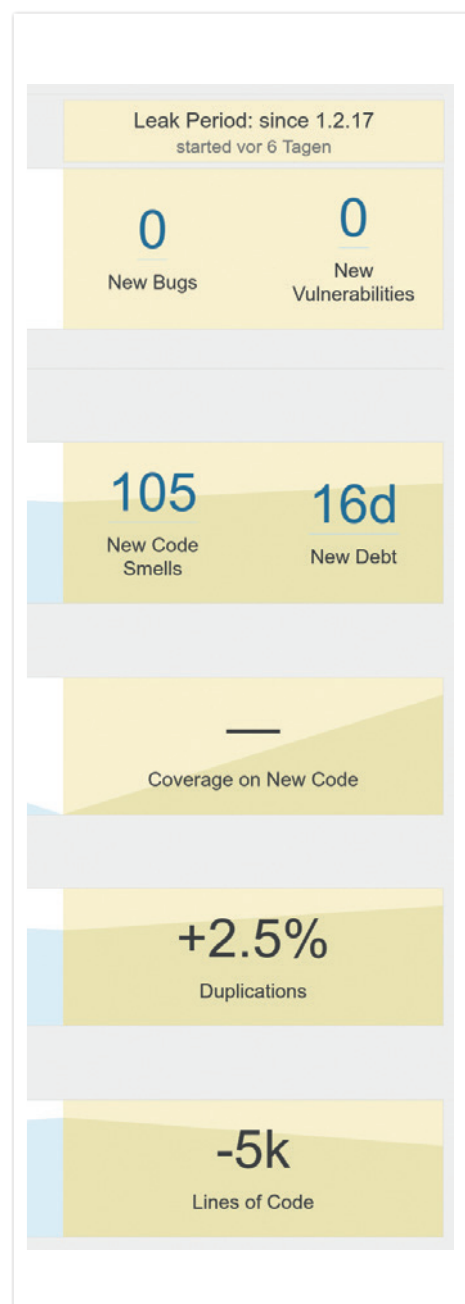 Leak Period: since 1.2.17
started vor 6 Tagen
0
New Bugs
0
New
Vulnerabilities
105
New Code
Smells
16d
New Debt
—
Coverage on New Code
+2.5%
Duplications
-5k
Lines of Code